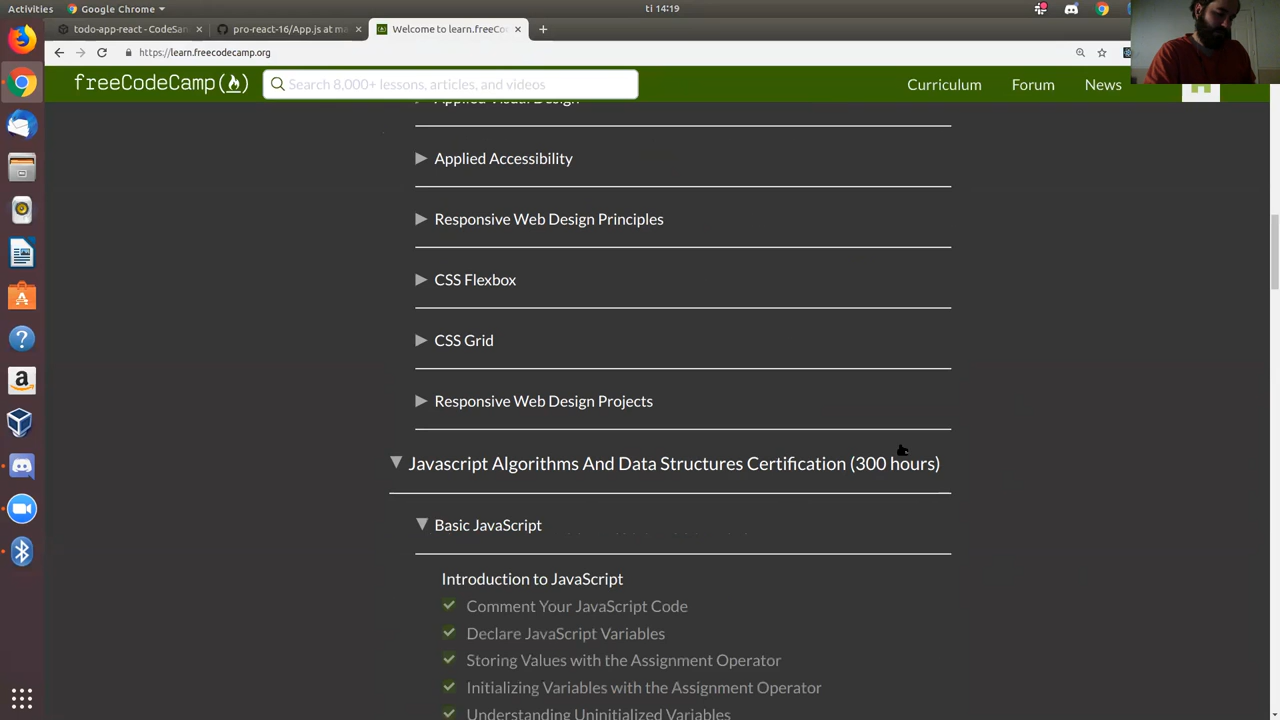 Activities
Google Chrome
ti 14:19
todo-app-react - CodeSan
pro-react-16/App.js at ma
Welcome to learn.freeCo
https://learn.freecodecamp.org
freeCodeCamp
Search 8,000+ lessons, articles, and videos
Curriculum
Forum
News
Applied Visual Design
Applied Accessibility
Responsive Web Design Principles
CSS Flexbox
CSS Grid
Responsive Web Design Projects
Javascript Algorithms And Data Structures Certification (300 hours)
Basic JavaScript
Introduction to JavaScript
Comment Your JavaScript Code
Declare JavaScript Variables
Storing Values with the Assignment Operator
Initializing Variables with the Assignment Operator
Understanding Uninitialized Variables